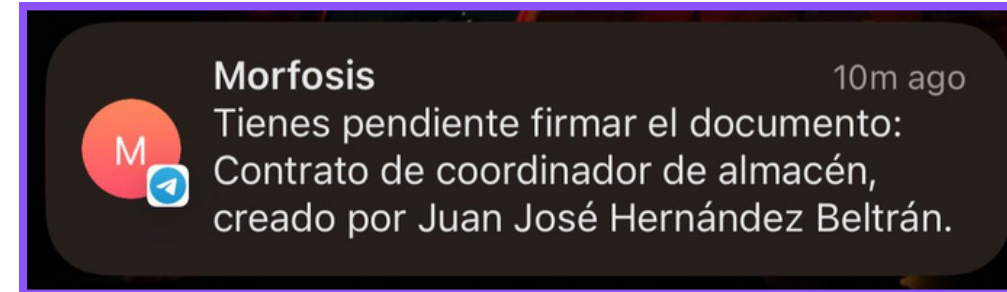 Morfosis
10m ago
Tienes pendiente firmar el documento:
Contrato de coordinador de almacén,
creado por Juan José Hernández Beltrán.
M